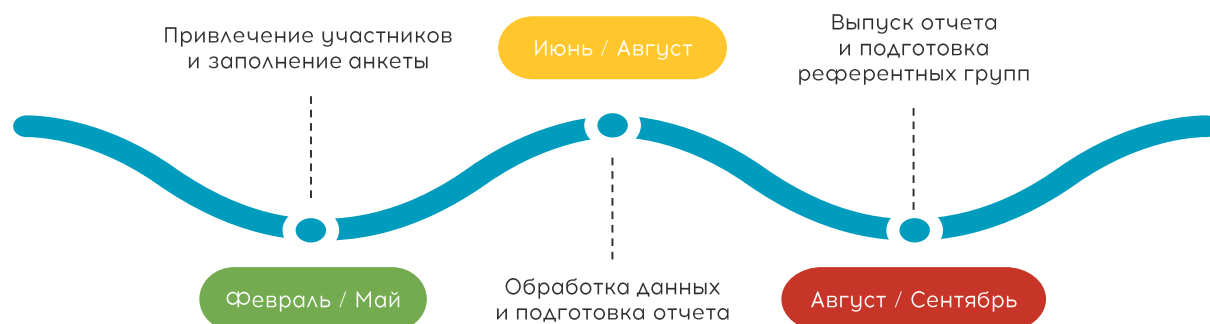 Привлечение участников
и заполнение анкеты
Февраль / Май
Июнь / Август
Обработка данных
и подготовка отчета
Выпуск отчета
и подготовка
референтных групп
Август / Сентябрь